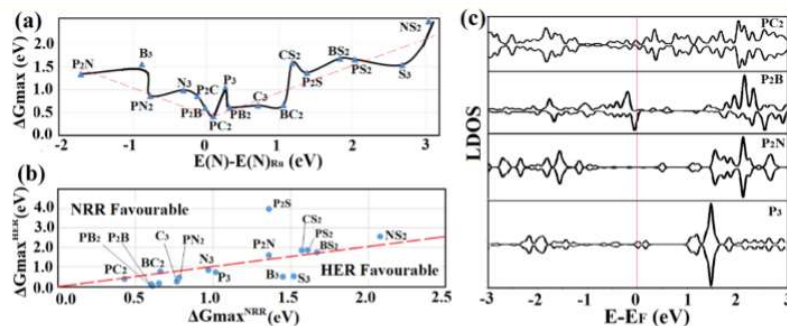 (a)
ΔGmax (eV)
2.0
1.5
1.0
0.5
0.0
P₂N
B₃
PN₂
N₃
P₂C
P₂B
PC₂
P₃
PB₂
C₃
BC₂
CS₂
P₂S
BS₂
PS₂
S₃
NS₂
-2 -1 0 1 2 3
E(N)-E(N)Ru (eV)
(b)
ΔGmaxᴴᴱᴿ(eV)
4.0
3.0
2.0
1.0
0.0
NRR Favourable
HER Favourable
PC₂
PB₂
P₂B
BC₂
C₃
PN₂
N₃
P₃
P₂N
P₂S
B₃
S₃
CS₂
PS₂
BS₂
NS₂
0.0 0.5 1.0 1.5 2.0 2.5
ΔGmaxᴺᴿᴿ(eV)
(c)
LDOS
PC₂
P₂B
P₂N
P₃
-3 -2 -1 0 1 2 3
E-EF (eV)